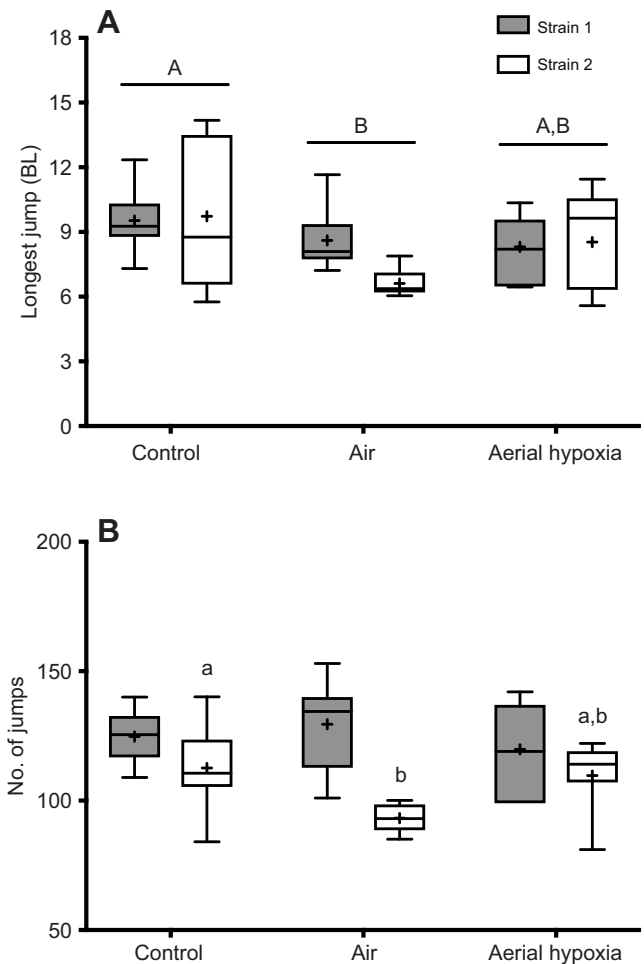 A
Strain 1
Strain 2
Longest jump (BL)
18
15
12
9
6
3
0
A
B
A,B
Control
Air
Aerial hypoxia
B
No. of jumps
200
150
100
50
a
b
a,b
Control
Air
Aerial hypoxia